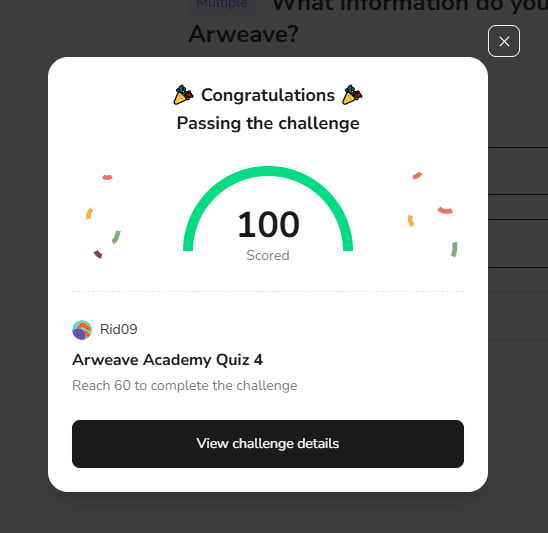 Multiple What information do you
Arweave?
Congratulations
Passing the challenge
100
Scored
Rid09
Arweave Academy Quiz 4
Reach 60 to complete the challenge
View challenge details